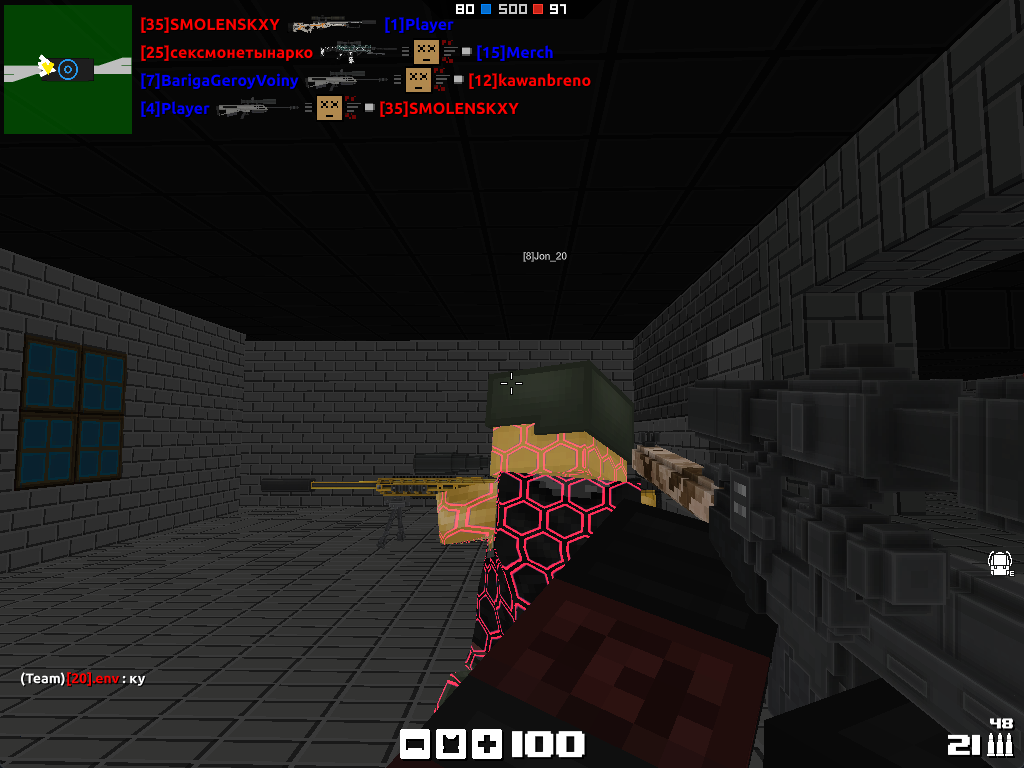 80 500 97
[35]SMOLENSKXY [1]Player
[25]сексмонетынарко [15]Merch
[7]BarigaGeroyVoiny [12]kawanbreno
[4]Player [35]SMOLENSKXY
[8]Jon_20
E
(Team)[20].env : ку
100
48
21